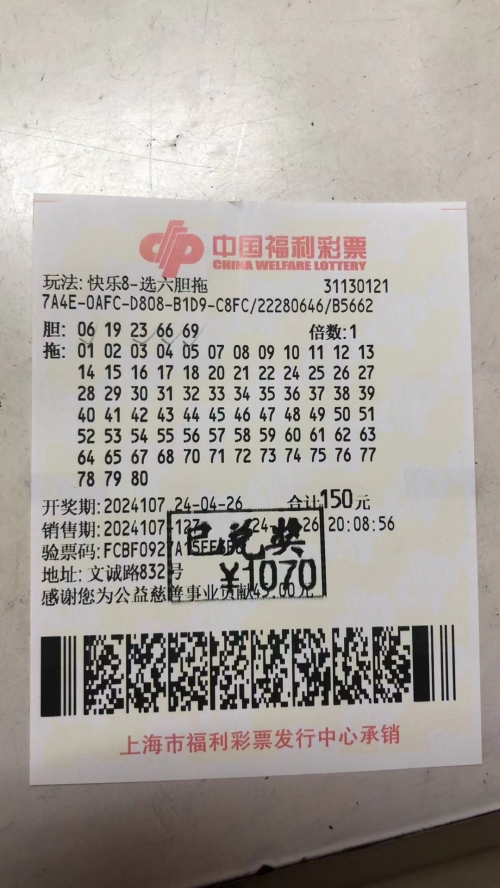 中国福利彩票
CHINA WELFARE LOTTERY
玩法: 快乐8-选六胆拖 31130121
7A4E-0AFC-D808-B1D9-C8FC/22280646/B5662
胆: 06 19 23 66 69 倍数:1
拖: 01 02 03 04 05 07 08 09 10 11 12 13
14 15 16 17 18 20 21 22 24 25 26 27
28 29 30 31 32 33 34 35 36 37 38 39
40 41 42 43 44 45 46 47 48 49 50 51
52 53 54 55 56 57 58 59 60 61 62 63
64 65 67 68 70 71 72 73 74 75 76 77
78 79 80
开奖期: 2024107 24-04-26 合计150元
销售期: 2024107-127 24 26 20:08:56
已兑奖
验票码: FCBF0927A15
¥1070
地址: 文诚路832号
感谢您为公益慈善事业贡献45.00元
上海市福利彩票发行中心承销